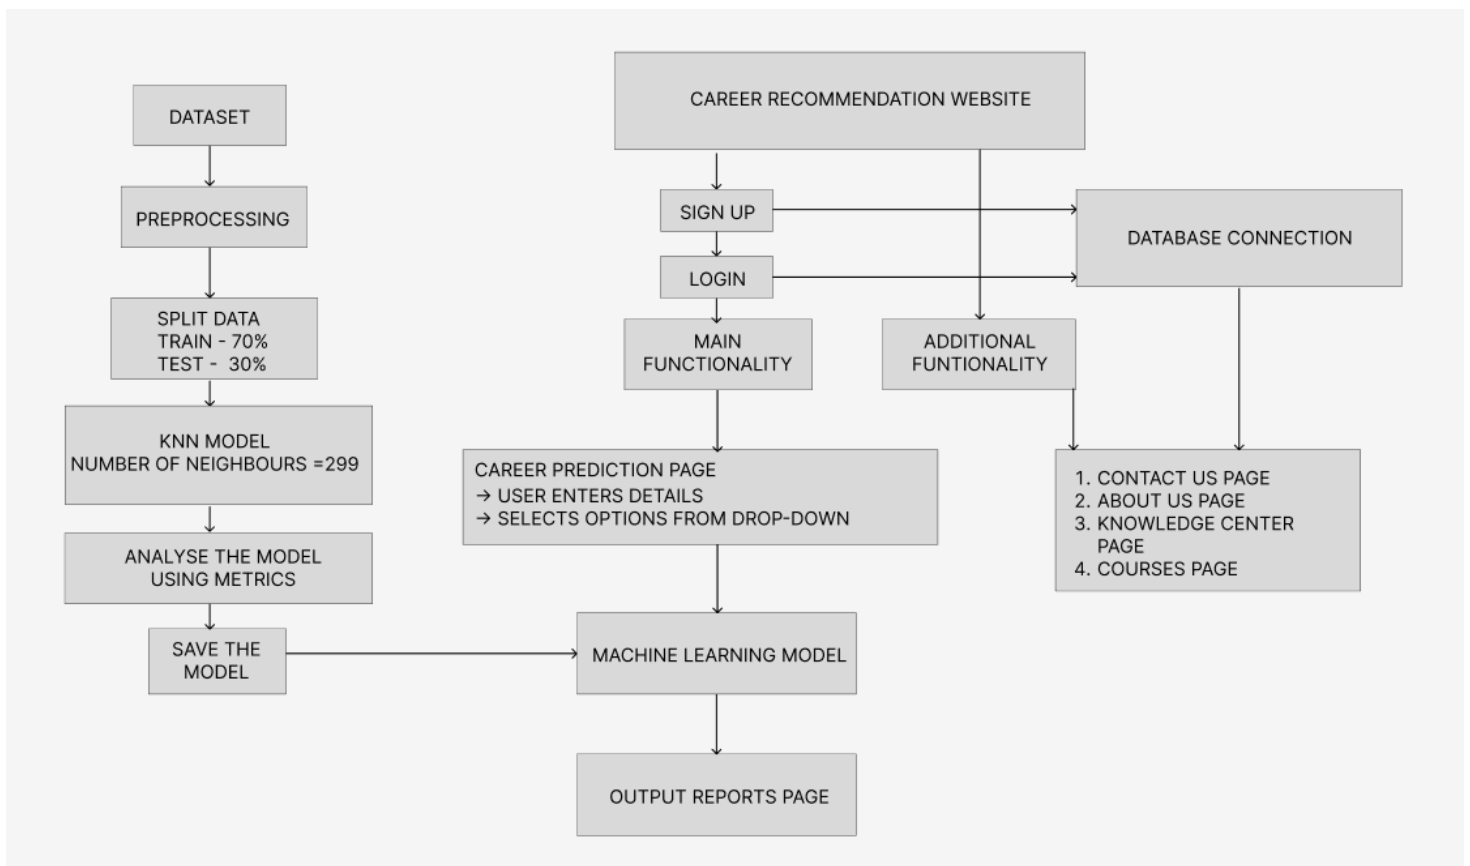 DATASET
PREPROCESSING
SPLIT DATA
TRAIN - 70%
TEST -  30%
KNN MODEL
NUMBER OF NEIGHBOURS =299
ANALYSE THE MODEL
USING METRICS
SAVE THE
MODEL
CAREER RECOMMENDATION WEBSITE
SIGN UP
LOGIN
DATABASE CONNECTION
MAIN
FUNCTIONALITY
ADDITIONAL
FUNTIONALITY
CAREER PREDICTION PAGE
→ USER ENTERS DETAILS
→ SELECTS OPTIONS FROM DROP-DOWN
1. CONTACT US PAGE
2. ABOUT US PAGE
3. KNOWLEDGE CENTER
PAGE
4. COURSES PAGE
MACHINE LEARNING MODEL
OUTPUT REPORTS PAGE